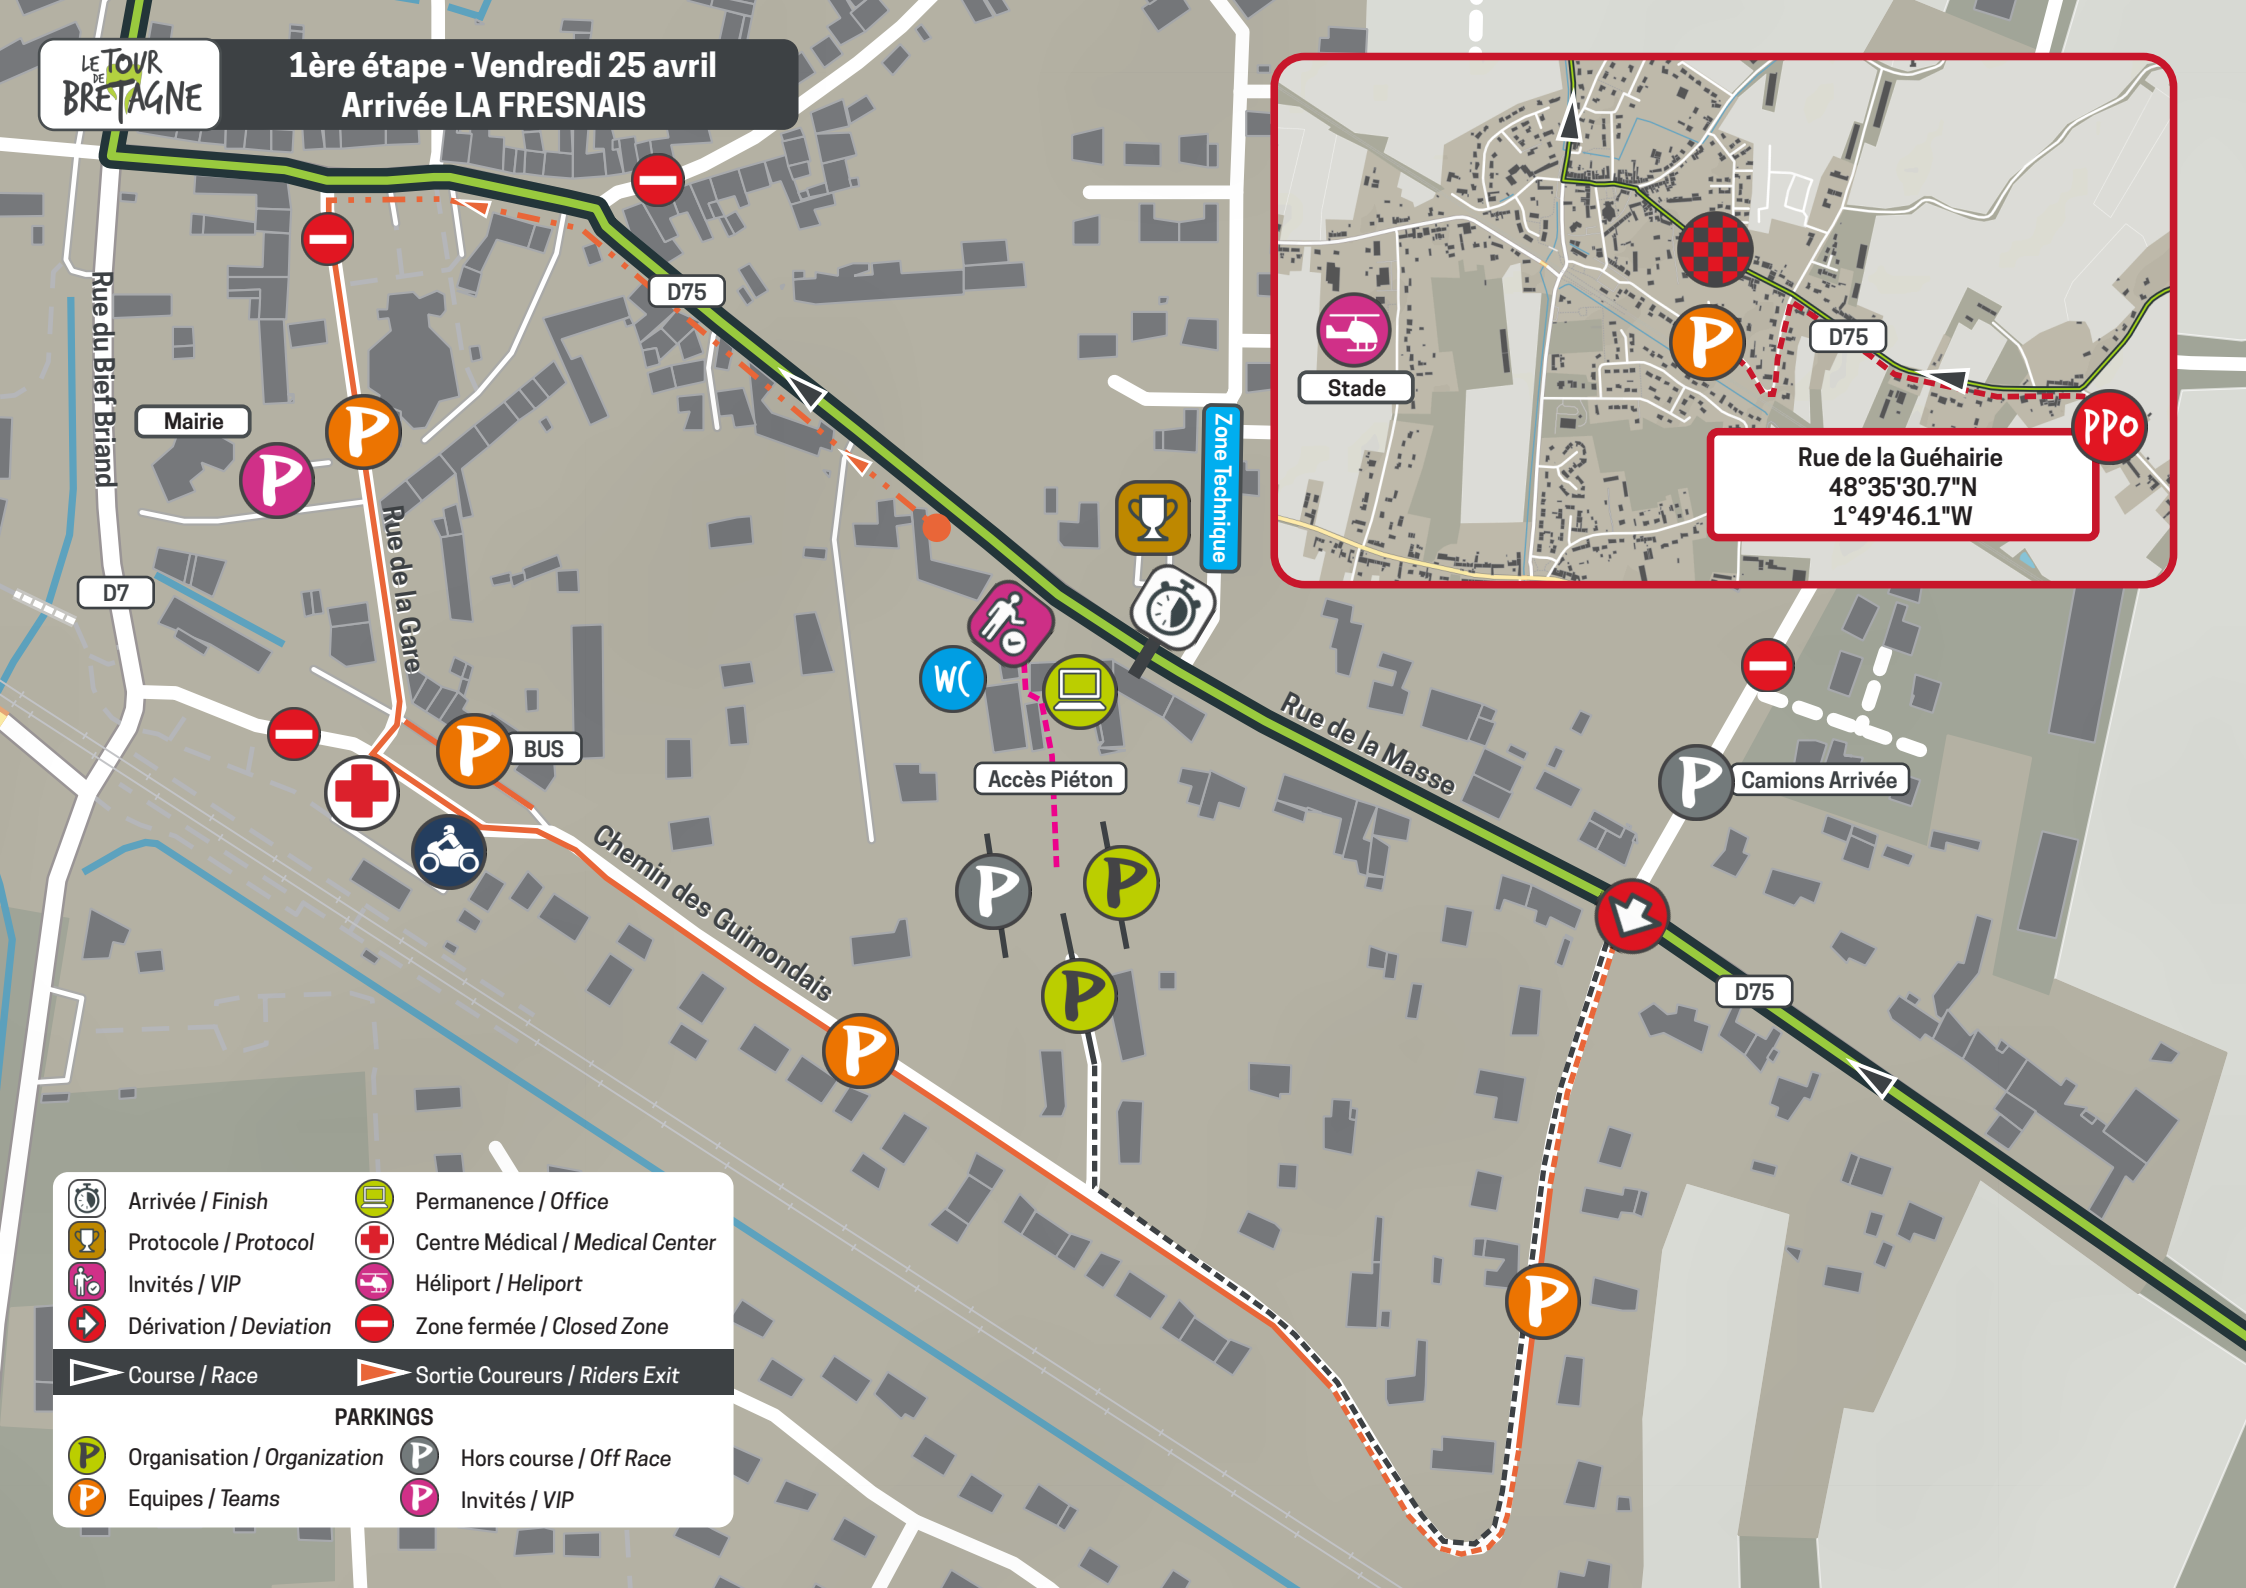 LE TOUR
DE
BRETAGNE
1ère étape - Vendredi 25 avril
Arrivée LA FRESNAIS
D75
Rue du Bief Briand
Mairie
P
P
Rue de la Gare
D7
P
BUS
WC
Zone Technique
Accès Piéton
Rue de la Masse
Chemin des Guimondais
P
P
P
P
P
P
Camions Arrivée
D75
Stade
P
D75
PPO
Rue de la Guéhairie
48°35'30.7"N
1°49'46.1"W
Arrivée / Finish
Permanence / Office
Protocole / Protocol
Centre Médical / Medical Center
Invités / VIP
Héliport / Heliport
Dérivation / Deviation
Zone fermée / Closed Zone
Course / Race
Sortie Coureurs / Riders Exit
PARKINGS
P Organisation / Organization
P Hors course / Off Race
P Equipes / Teams
P Invités / VIP